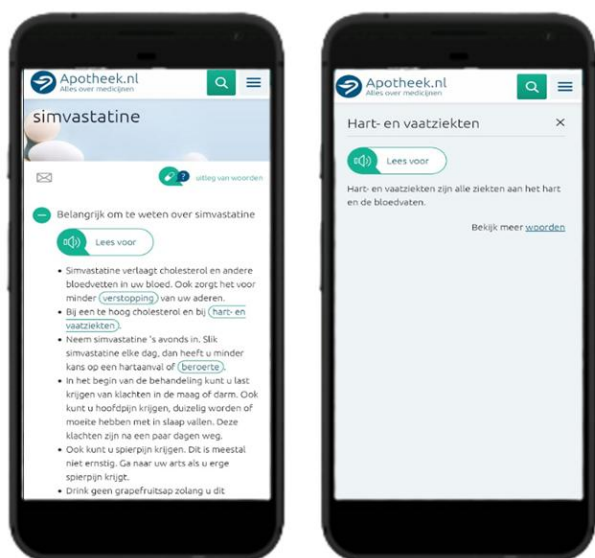 Apotheek.nl
Alles over medicijnen
simvastatine
uitleg van woorden
Belangrijk om te weten over simvastatine
Lees voor
• Simvastatine verlaagt cholesterol en andere
bloedvetten in uw bloed. Ook zorgt het voor
minder verstopping van uw aderen.
• Bij een te hoog cholesterol en bij hart- en
vaatziekten.
• Neem simvastatine 's avonds in. Slik
simvastatine elke dag, dan heeft u minder
kans op een hartaanval of beroerte.
• In het begin van de behandeling kunt u last
krijgen van klachten in de maag of darm. Ook
kunt u hoofdpijn krijgen, duizelig worden of
moeite hebben met in slaap vallen. Deze
klachten zijn na een paar dagen weg.
• Ook kunt u spierpijn krijgen. Dit is meestal
niet ernstig. Ga naar uw arts als u erge
spierpijn krijgt.
• Drink geen grapefruitsap zolang u dit
Apotheek.nl
Alles over medicijnen
Hart- en vaatziekten
Lees voor
Hart- en vaatziekten zijn alle ziekten aan het hart
en de bloedvaten.
Bekijk meer woorden